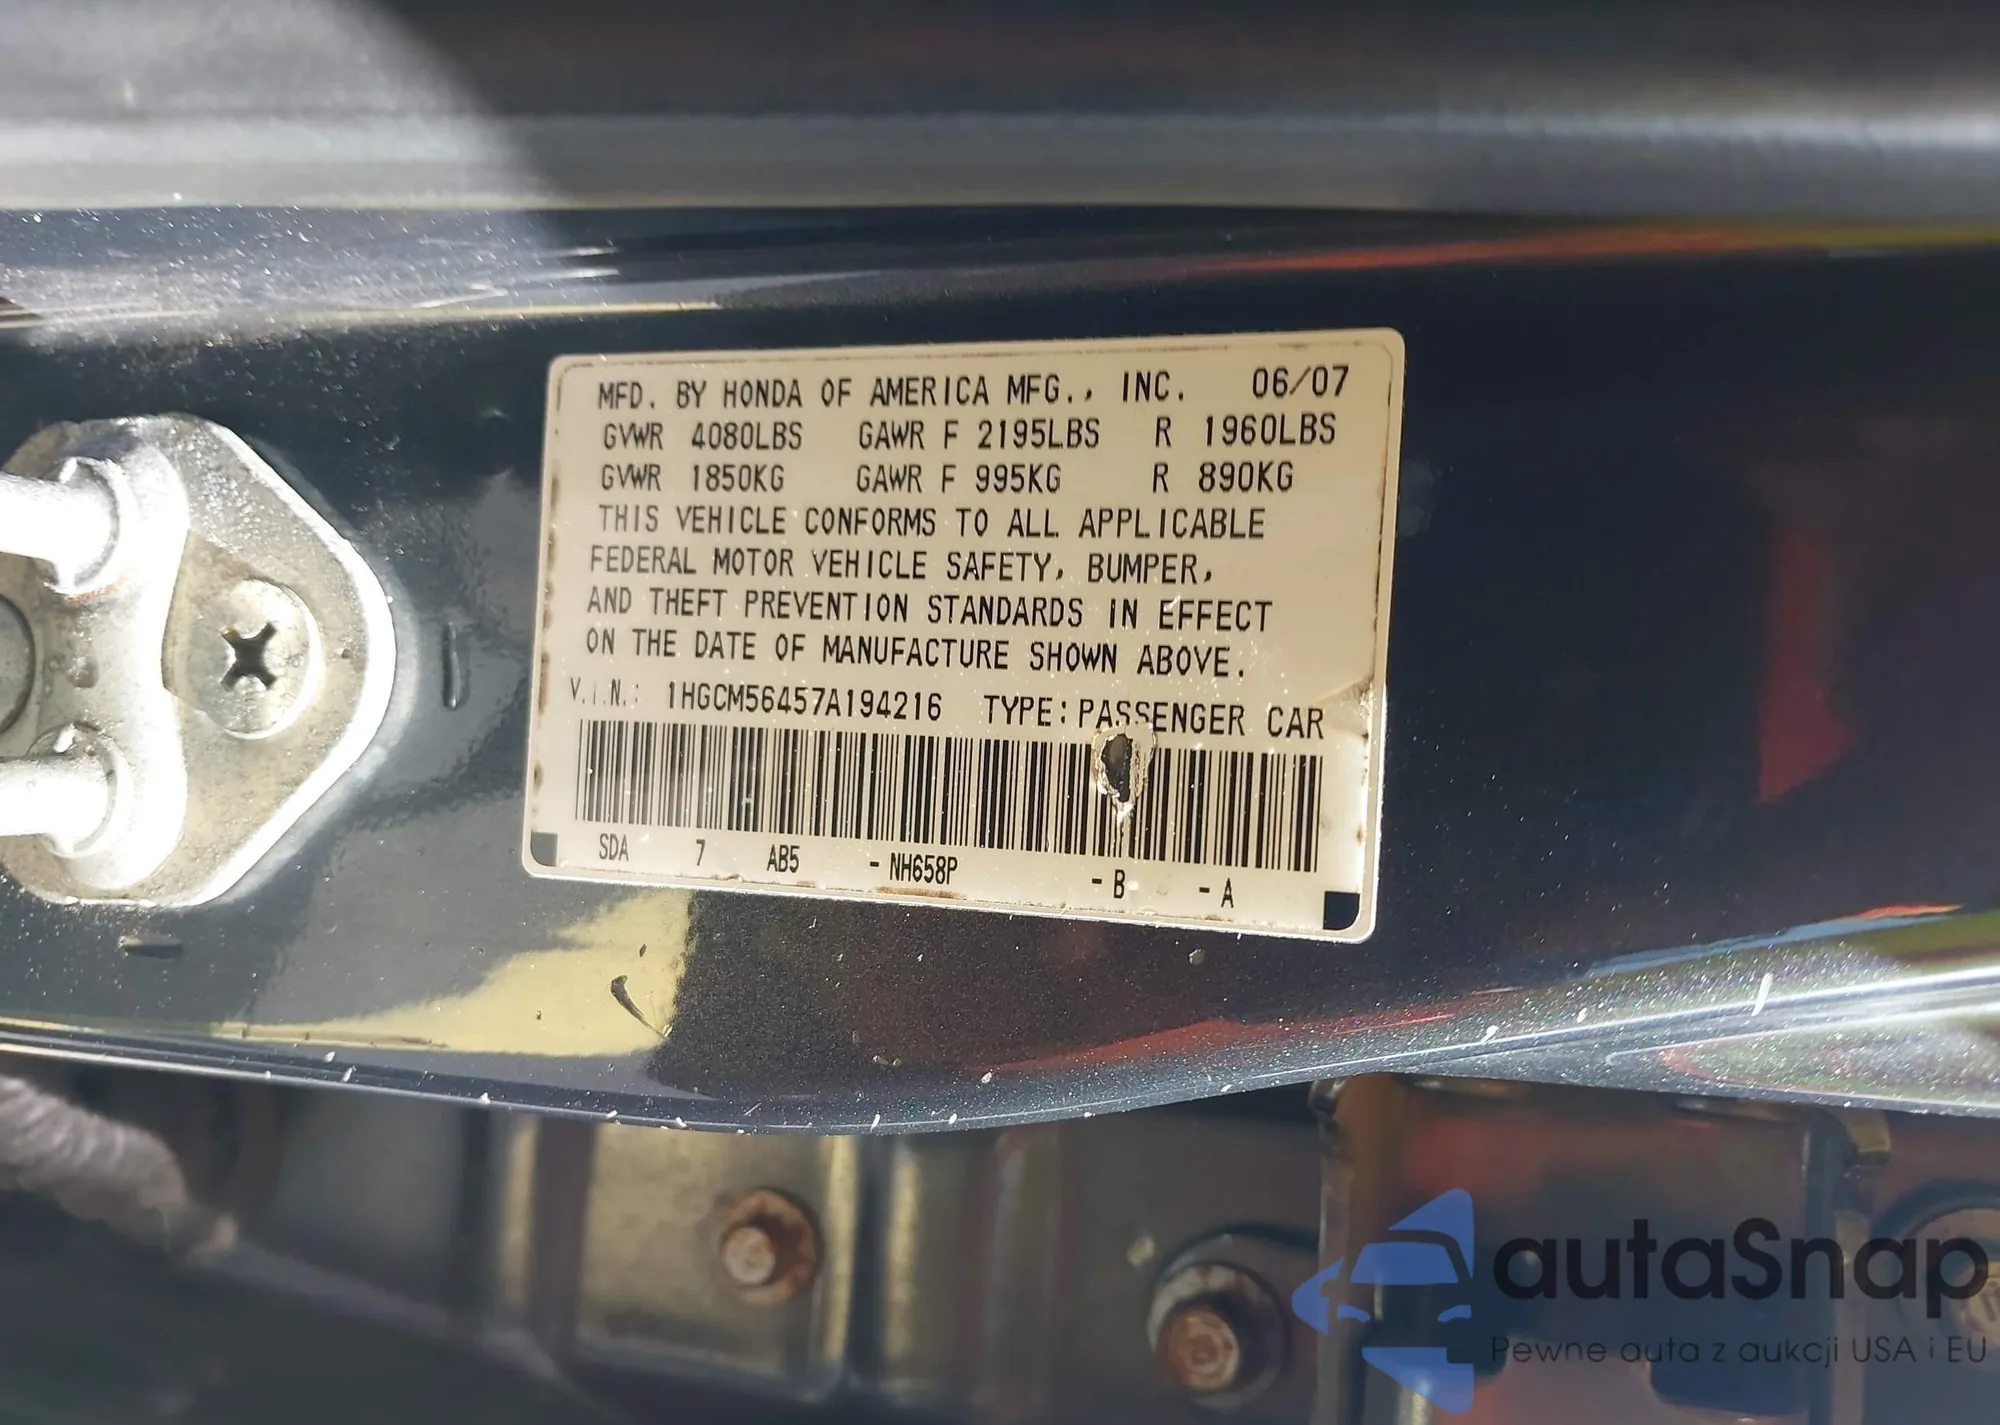 MFD. BY HONDA OF AMERICA MFG., INC. 06/07
GVWR 4080LBS GAWR F 2195LBS R 1960LBS
GVWR 1850KG GAWR F 995KG R 890KG
THIS VEHICLE CONFORMS TO ALL APPLICABLE
FEDERAL MOTOR VEHICLE SAFETY, BUMPER,
AND THEFT PREVENTION STANDARDS IN EFFECT
ON THE DATE OF MANUFACTURE SHOWN ABOVE.
V.I.N.: 1HGCM56457A194216 TYPE: PASSENGER CAR
SDA 7 AB5 - NH658P - B - A
autaSnap
Pewne auta z aukcji USA i EU